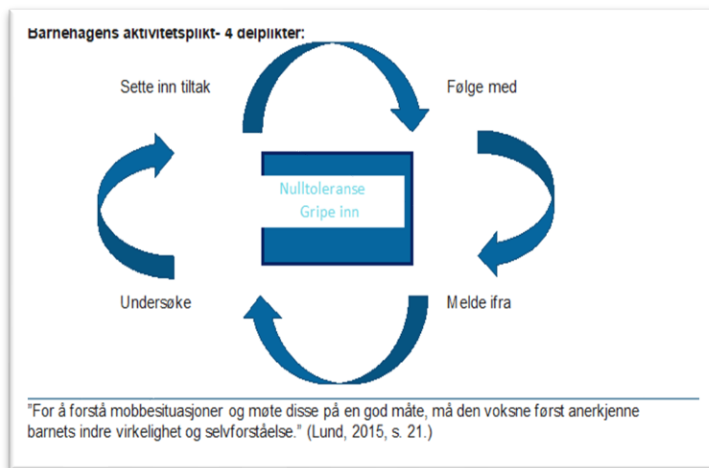 Barnehagens aktivitetsplikt- 4 delplikter:
Sette inn tiltak
Følge med
Nulltoleranse
Gripe inn
Undersøke
Melde ifra
"For å forstå mobbesituasjoner og møte disse på en god måte, må den voksne først anerkjenne
barnets indre virkelighet og selvforståelse." (Lund, 2015, s. 21.)